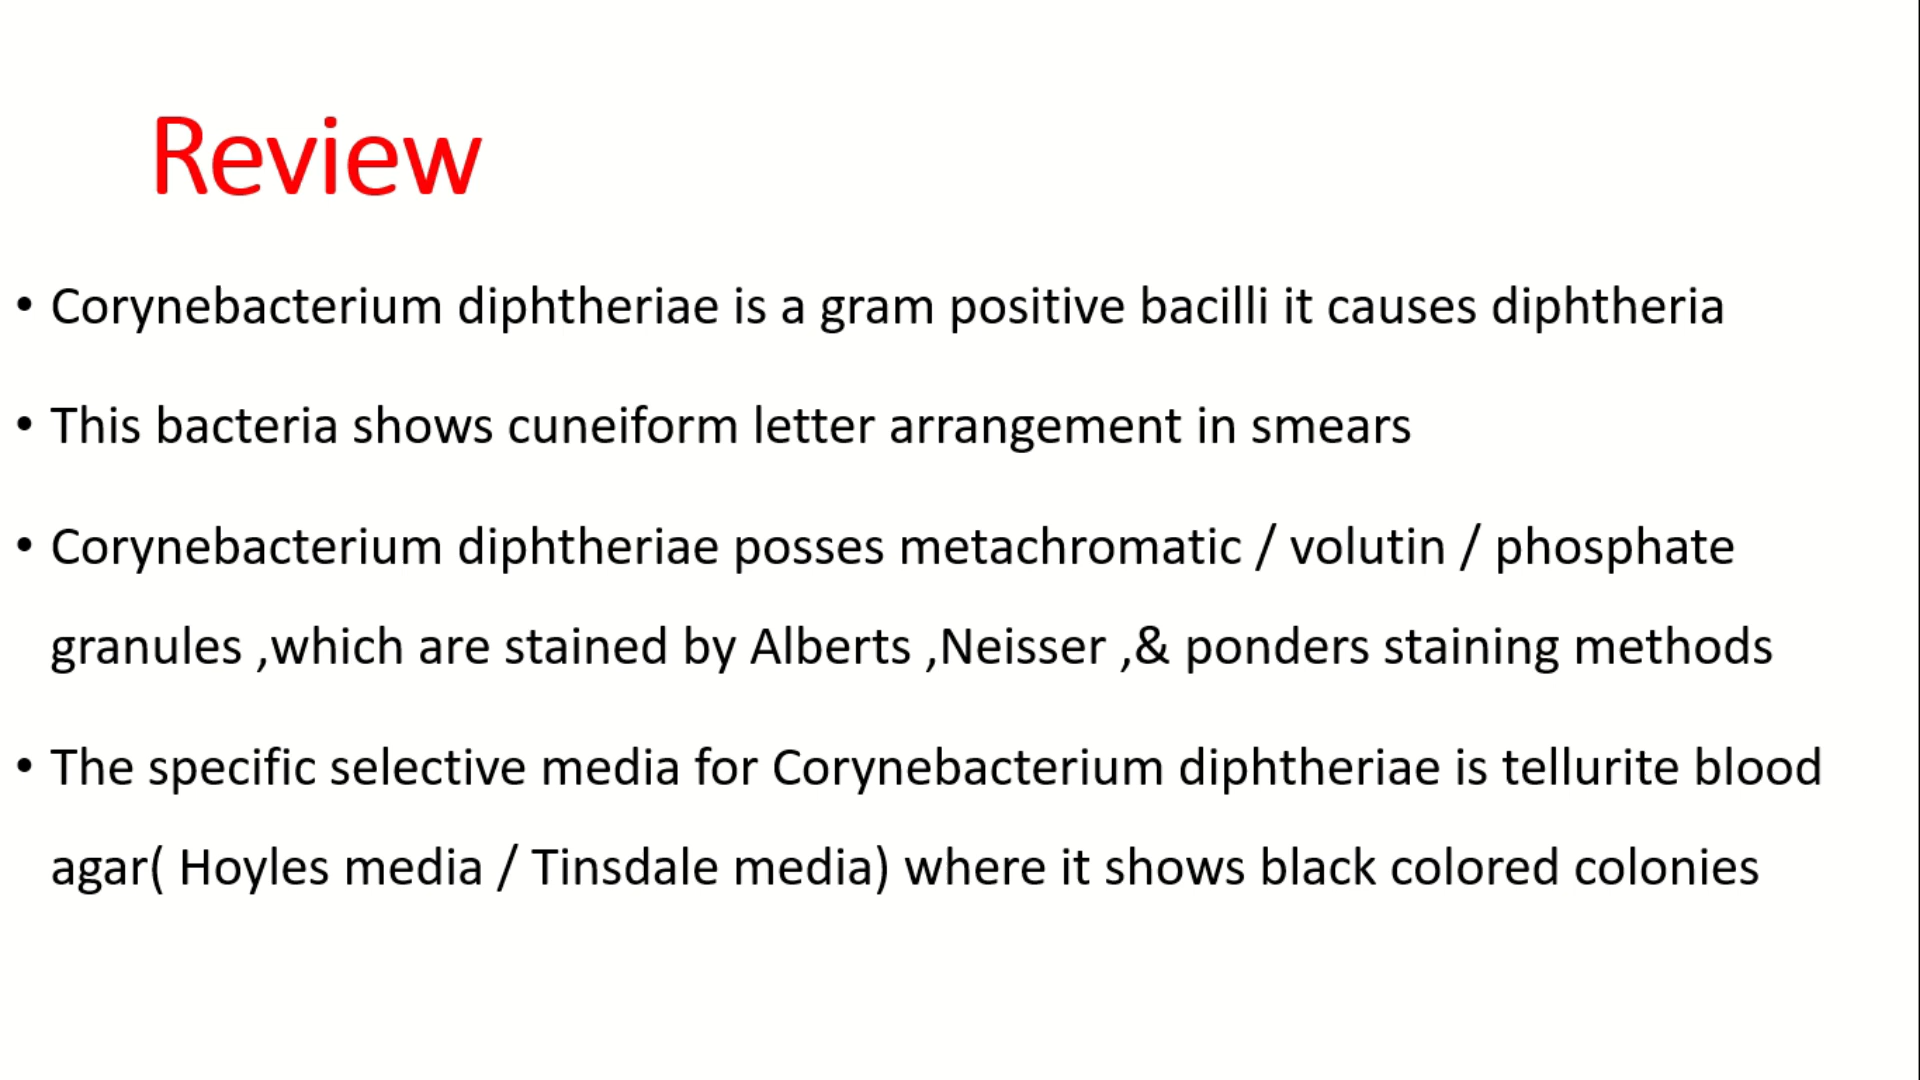 Review
• Corynebacterium diphtheriae is a gram positive bacilli it causes diphtheria
• This bacteria shows cuneiform letter arrangement in smears
• Corynebacterium diphtheriae posses metachromatic / volutin / phosphate
granules ,which are stained by Alberts ,Neisser ,& ponders staining methods
• The specific selective media for Corynebacterium diphtheriae is tellurite blood
agar( Hoyles media / Tinsdale media) where it shows black colored colonies